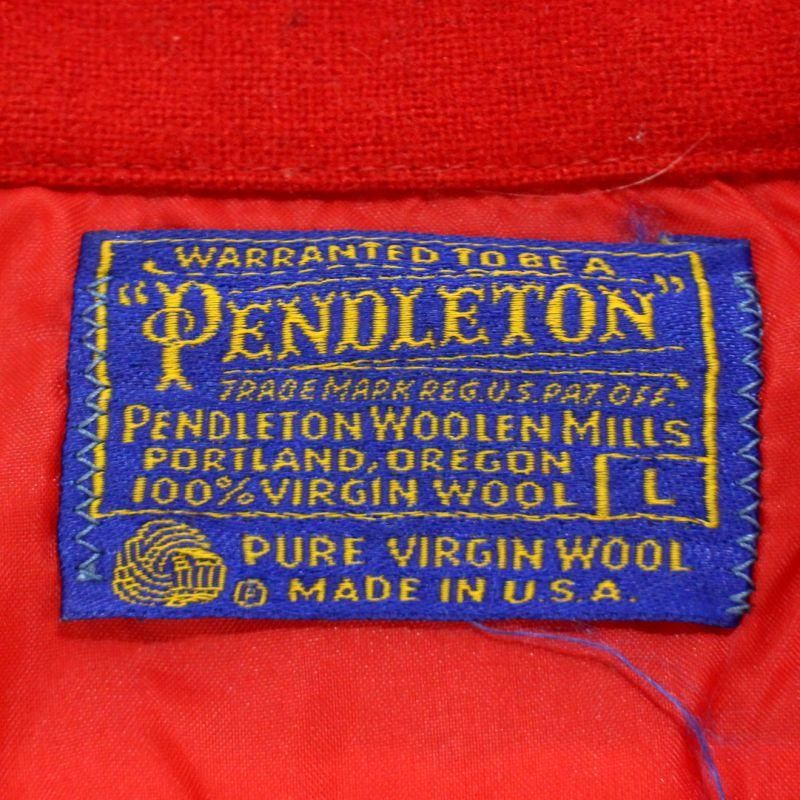 WARRANTED TO BE A
"PENDLETON"
TRADE MARK REG. U.S. PAT. OFF.
PENDLETON WOOLEN MILLS
PORTLAND, OREGON
100% VIRGIN WOOL L
PURE VIRGIN WOOL
Ⓟ MADE IN U.S.A.